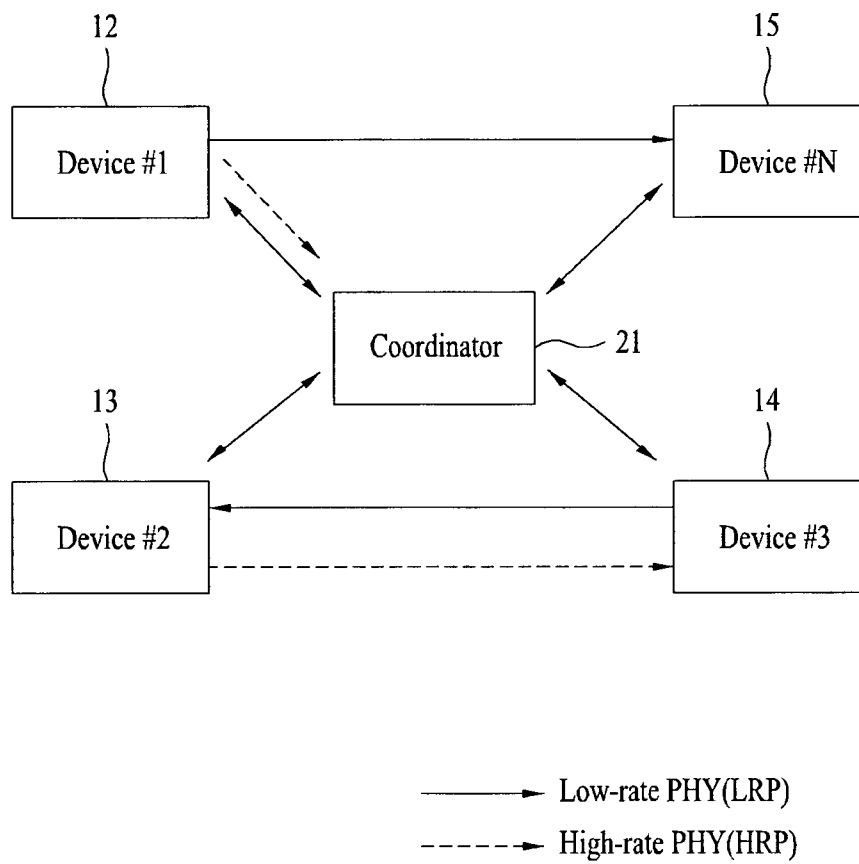 12
15
Device #1
Device #N
Coordinator
21
13
14
Device #2
Device #3
Low-rate PHY(LRP)
High-rate PHY(HRP)